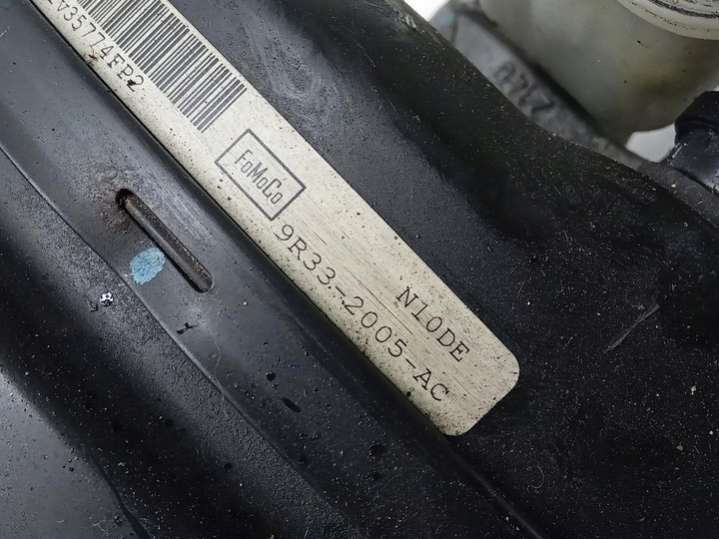 V35774FP2
FoMoCo
N10DE
9R33-2005-AC